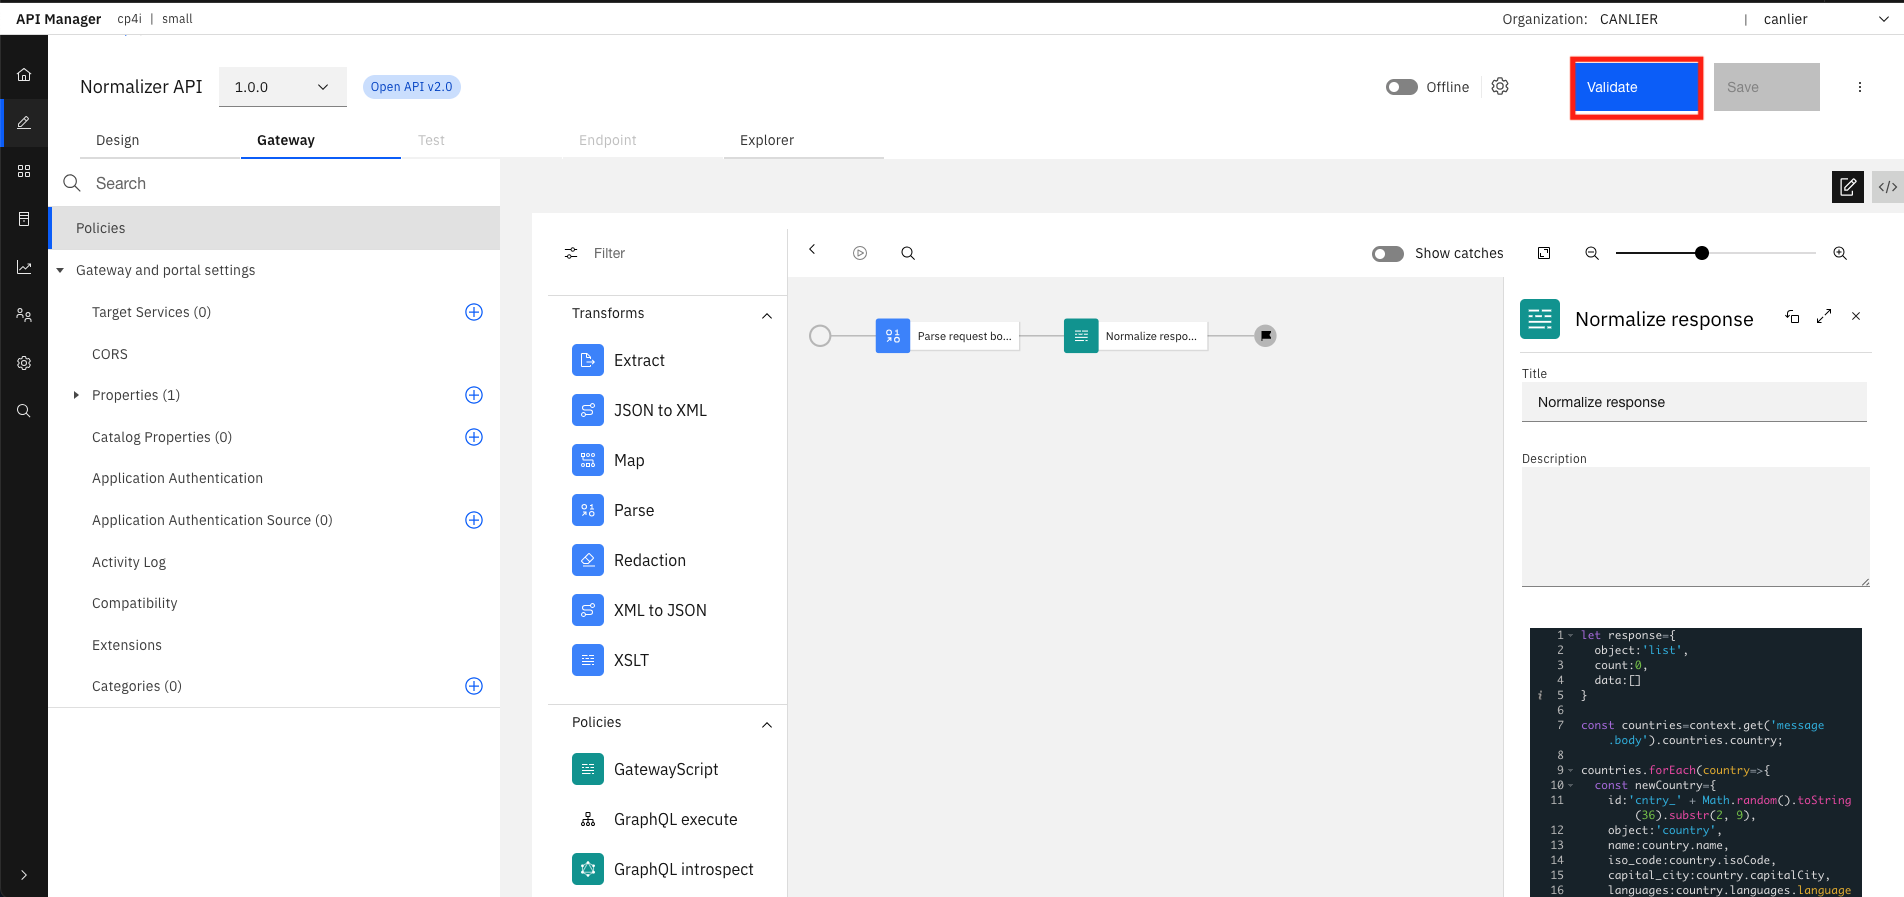 API Manager cp4i | small Organization: CANLIER | canlier
Normalizer API 1.0.0 Open API v2.0 Offline Validate Save
Design Gateway Test Endpoint Explorer
Search
Policies
Gateway and portal settings
Target Services (0)
CORS
Properties (1)
Catalog Properties (0)
Application Authentication
Application Authentication Source (0)
Activity Log
Compatibility
Extensions
Categories (0)
Filter
Transforms
Extract
JSON to XML
Map
Parse
Redaction
XML to JSON
XSLT
Policies
GatewayScript
GraphQL execute
GraphQL introspect
Show catches
Parse request bo... Normalize respo...
Normalize response
Title
Normalize response
Description
1 let response={
2 object:'list',
3 count:0,
4 data:[]
i 5 }
6
7 const countries=context.get('message
.body').countries.country;
8
9 countries.forEach(country=>{
10 const newCountry={
11 id:'cntry_' + Math.random().toString
(36).substr(2, 9),
12 object:'country',
13 name:country.name,
14 iso_code:country.isoCode,
15 capital_city:country.capitalCity,
16 languages:country.languages.language